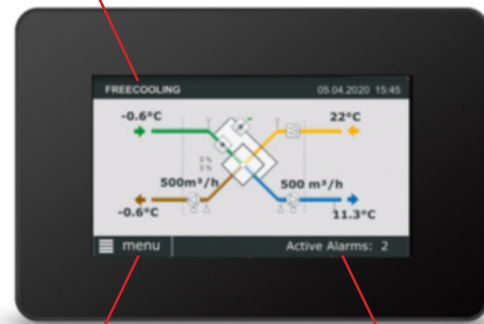 FREECOOLING 05.04.2020 15:45
-0.6°C 22°C
500m³/h 500 m³/h
-0.6°C 11.3°C
menu Active Alarms: 2